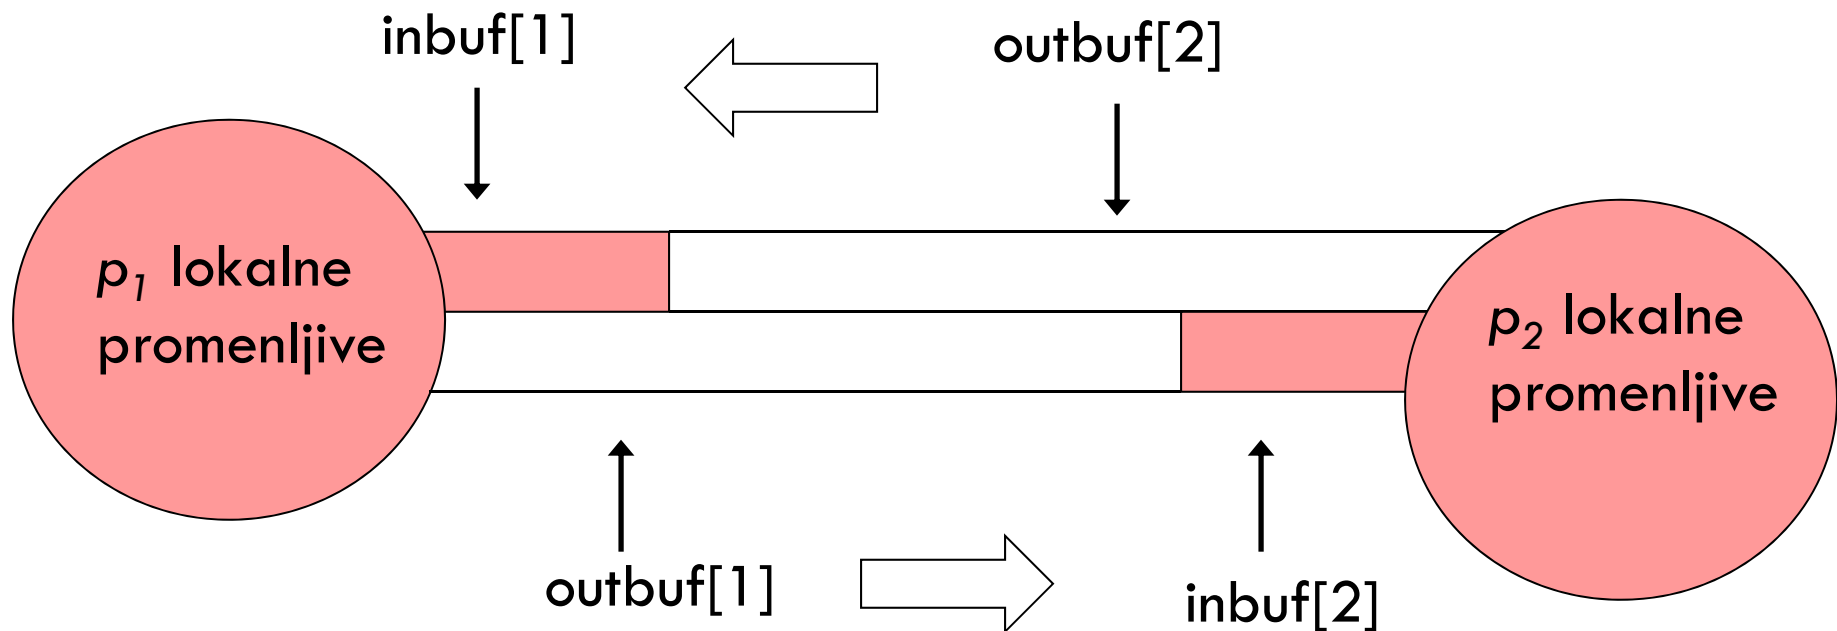 inbuf[1]
outbuf[2]
p1 lokalne
promenljive
p2 lokalne
promenljive
outbuf[1]
inbuf[2]